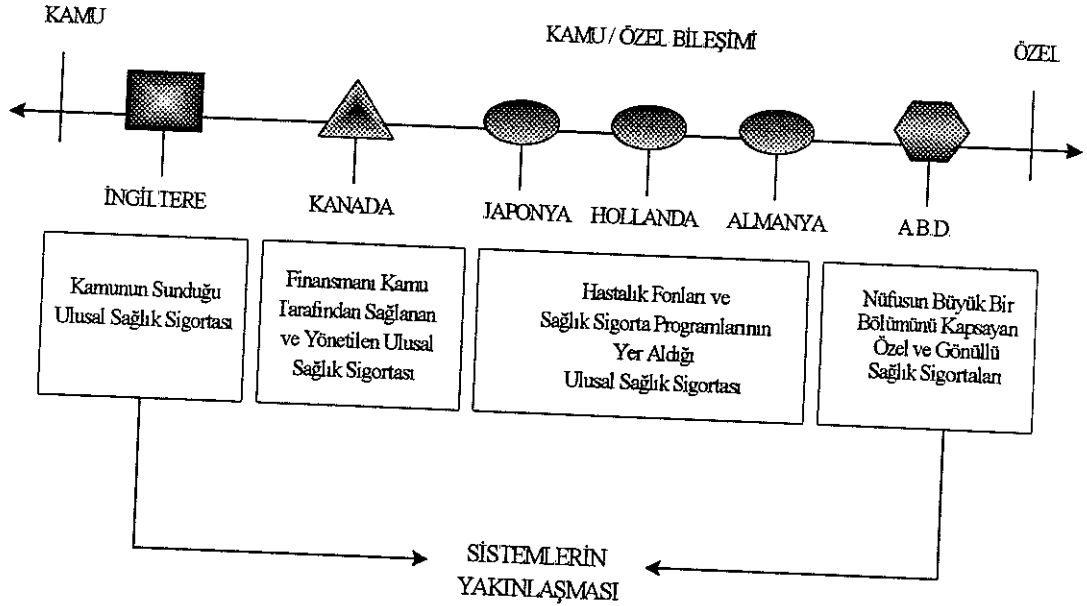 KAMU
KAMU / ÖZEL BİLEŞİMİ
ÖZEL
İNGİLTERE
KANADA
JAPONYA
HOLLANDA
ALMANYA
A.B.D.
Kamunun Sunduğu
Ulusal Sağlık Sigortası
Finansmanı Kamu
Tarafından Sağlanan
ve Yönetilen Ulusal
Sağlık Sigortası
Hastalık Fonları ve
Sağlık Sigorta Programlarının
Yer Aldığı
Ulusal Sağlık Sigortası
Nüfusun Büyük Bir
Bölümünü Kapsayan
Özel ve Gönüllü
Sağlık Sigortaları
SİSTEMLERİN
YAKINLAŞMASI